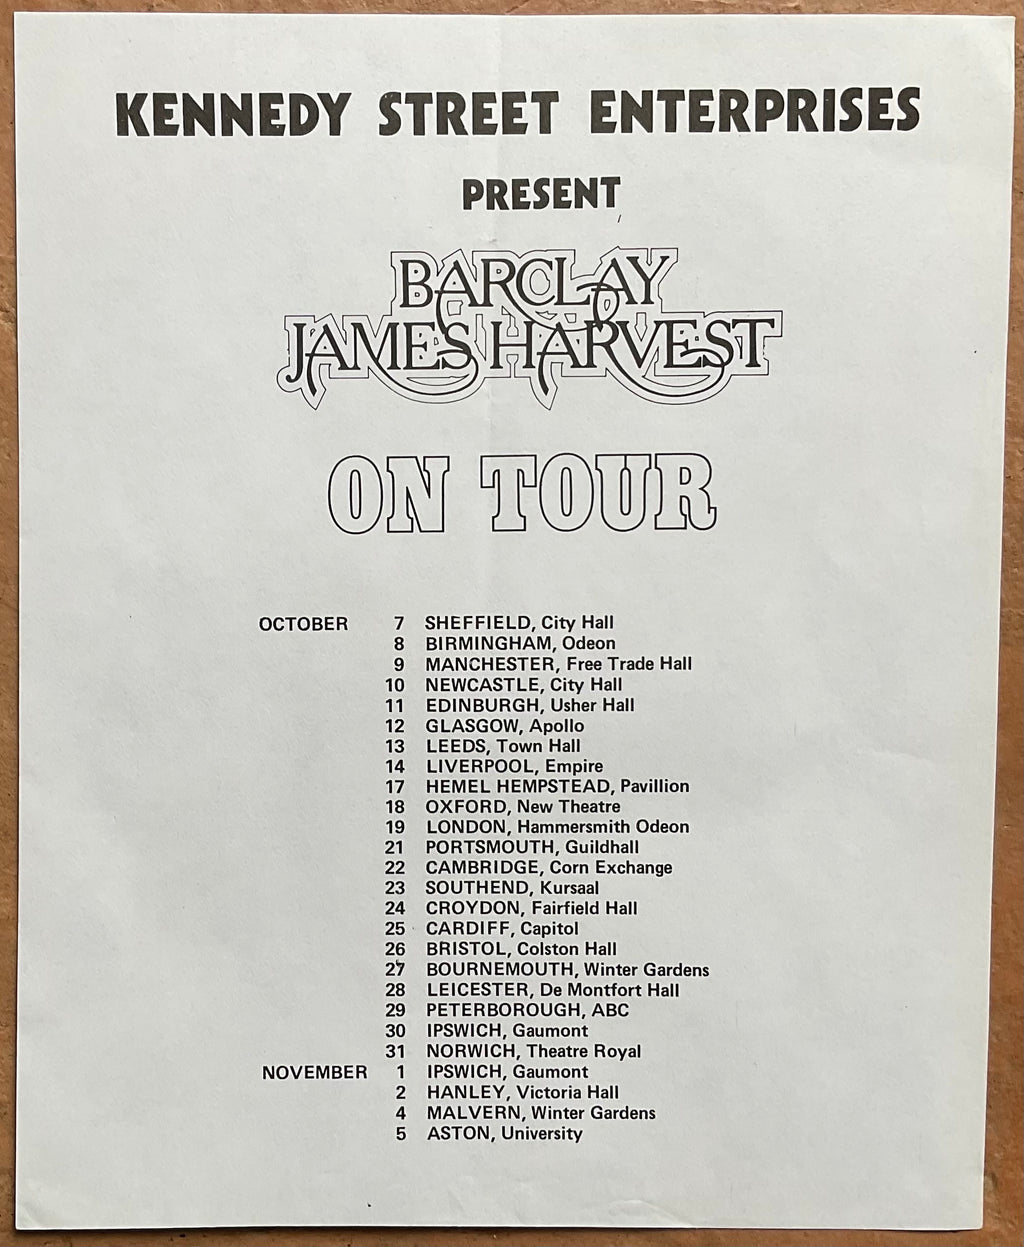 KENNEDY STREET ENTERPRISES
PRESENT
BARCLAY
JAMES HARVEST
ON TOUR
OCTOBER 7 SHEFFIELD, City Hall
8 BIRMINGHAM, Odeon
9 MANCHESTER, Free Trade Hall
10 NEWCASTLE, City Hall
11 EDINBURGH, Usher Hall
12 GLASGOW, Apollo
13 LEEDS, Town Hall
14 LIVERPOOL, Empire
17 HEMEL HEMPSTEAD, Pavillion
18 OXFORD, New Theatre
19 LONDON, Hammersmith Odeon
21 PORTSMOUTH, Guildhall
22 CAMBRIDGE, Corn Exchange
23 SOUTHEND, Kursaal
24 CROYDON, Fairfield Hall
25 CARDIFF, Capitol
26 BRISTOL, Colston Hall
27 BOURNEMOUTH, Winter Gardens
28 LEICESTER, De Montfort Hall
29 PETERBOROUGH, ABC
30 IPSWICH, Gaumont
31 NORWICH, Theatre Royal
NOVEMBER 1 IPSWICH, Gaumont
2 HANLEY, Victoria Hall
4 MALVERN, Winter Gardens
5 ASTON, University